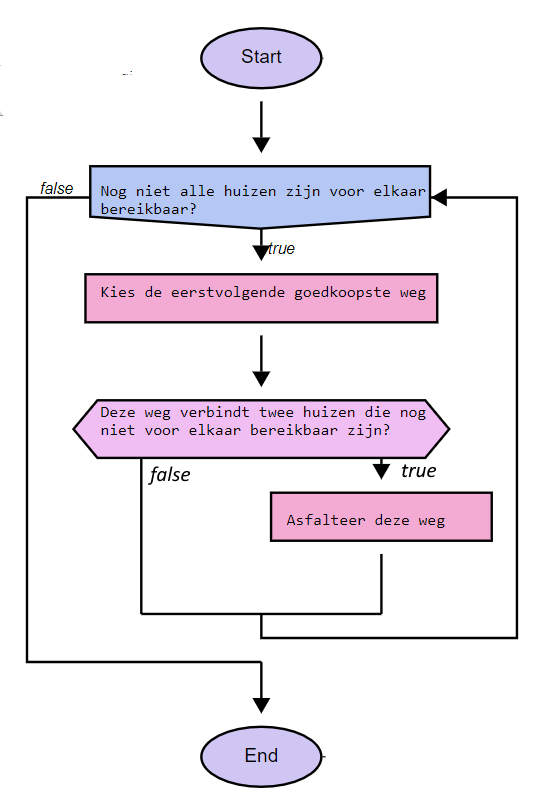 Start
false
Nog niet alle huizen zijn voor elkaar
bereikbaar?
true
Kies de eerstvolgende goedkoopste weg
Deze weg verbindt twee huizen die nog
niet voor elkaar bereikbaar zijn?
false
true
Asfalteer deze weg
End